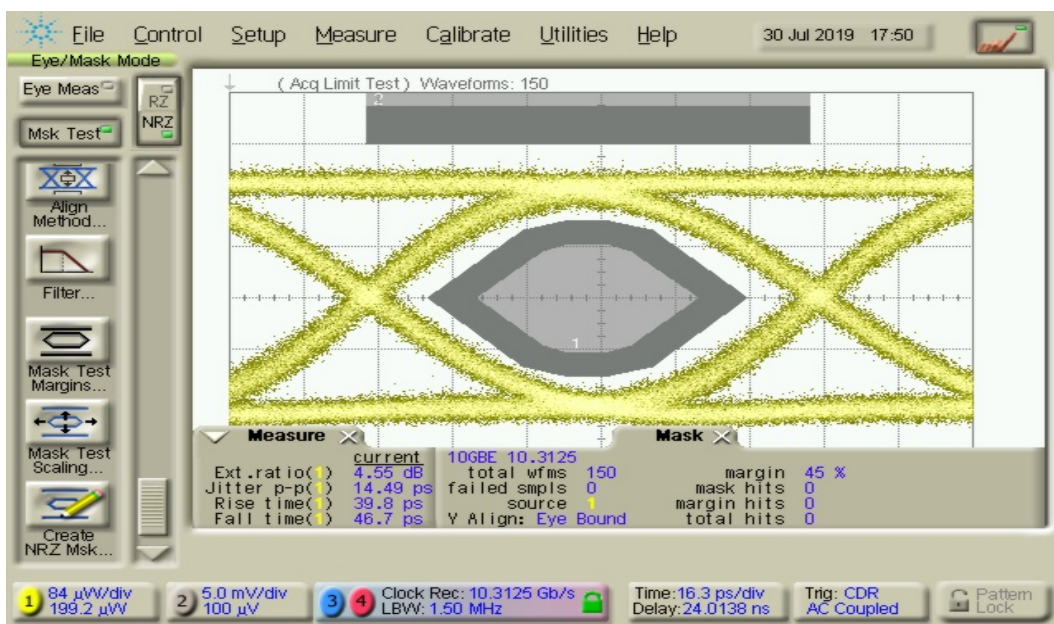 File Control Setup Measure Calibrate Utilities Help 30 Jul 2019 17:50
Eye/Mask Mode
Eye Meas
RZ
NRZ
Msk Test
Align
Method...
Filter...
Mask Test
Margins...
Mask Test
Scaling...
Create
NRZ Msk...
( Acq Limit Test ) Waveforms: 150
2
1
Measure
current
Ext.ratio(1) 4.55 dB
Jitter p-p(1) 14.49 ps
Rise time(1) 39.8 ps
Fall time(1) 46.7 ps
Mask
10GBE 10.3125
total wfms 150
failed smpls 0
source 1
Y Align: Eye Bound
margin 45 %
mask hits 0
margin hits 0
total hits 0
1 84 µW/div
199.2 µW
2 5.0 mV/div
100 µV
3 4 Clock Rec: 10.3125 Gb/s
LBW: 1.50 MHz
Time:16.3 ps/div
Delay:24.0138 ns
Trig: CDR
AC Coupled
Pattern
Lock